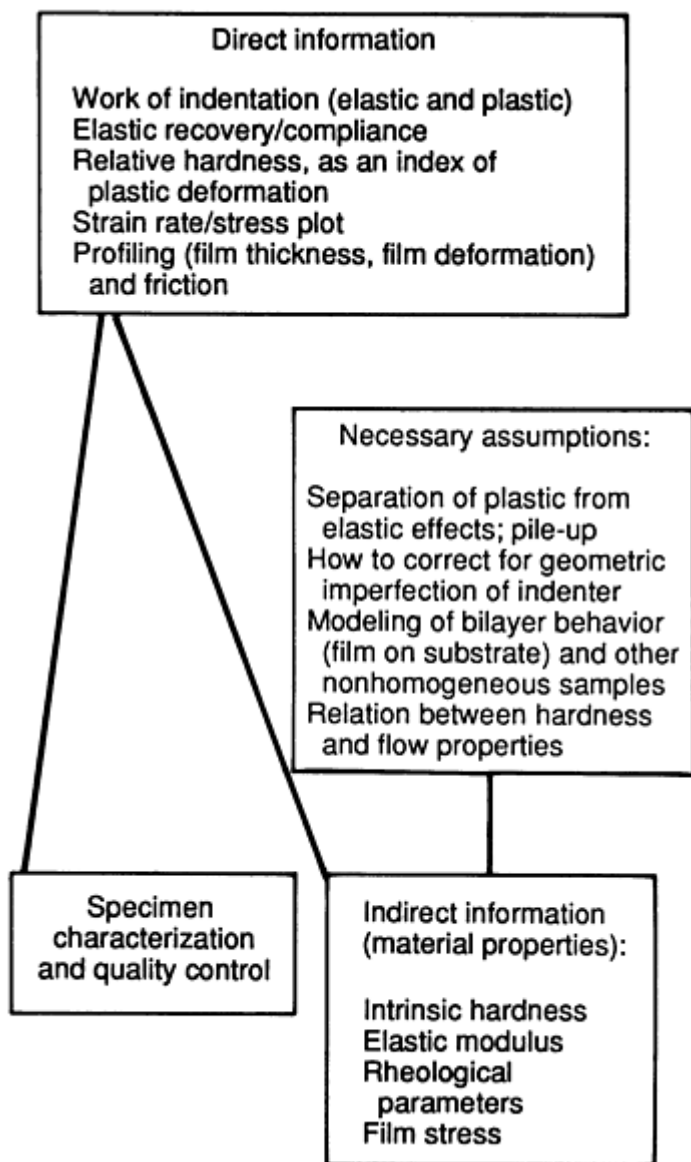 Direct information
Work of indentation (elastic and plastic)
Elastic recovery/compliance
Relative hardness, as an index of
plastic deformation
Strain rate/stress plot
Profiling (film thickness, film deformation)
and friction
Necessary assumptions:
Separation of plastic from
elastic effects; pile-up
How to correct for geometric
imperfection of indenter
Modeling of bilayer behavior
(film on substrate) and other
nonhomogeneous samples
Relation between hardness
and flow properties
Specimen
characterization
and quality control
Indirect information
(material properties):
Intrinsic hardness
Elastic modulus
Rheological
parameters
Film stress